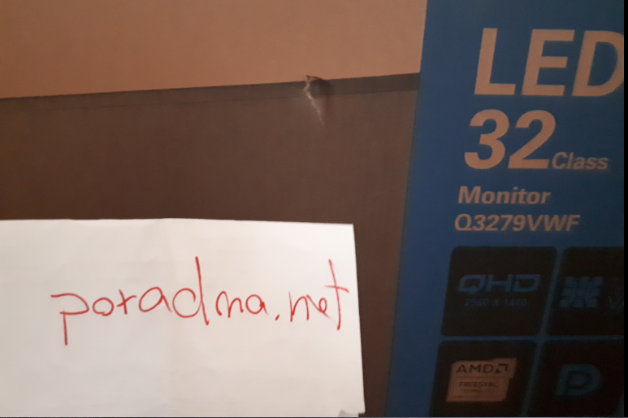 LED
32 Class
Monitor
Q3279VWF
QHD
2560 X 1440
AMD
FREESYNC
poradna.net